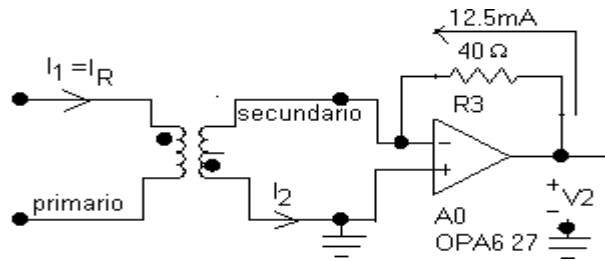 12.5mA
I1 =IR
40 Ω
R3
secundario
−
+
primario
I2
+
V2
−
A0
OPA6 27